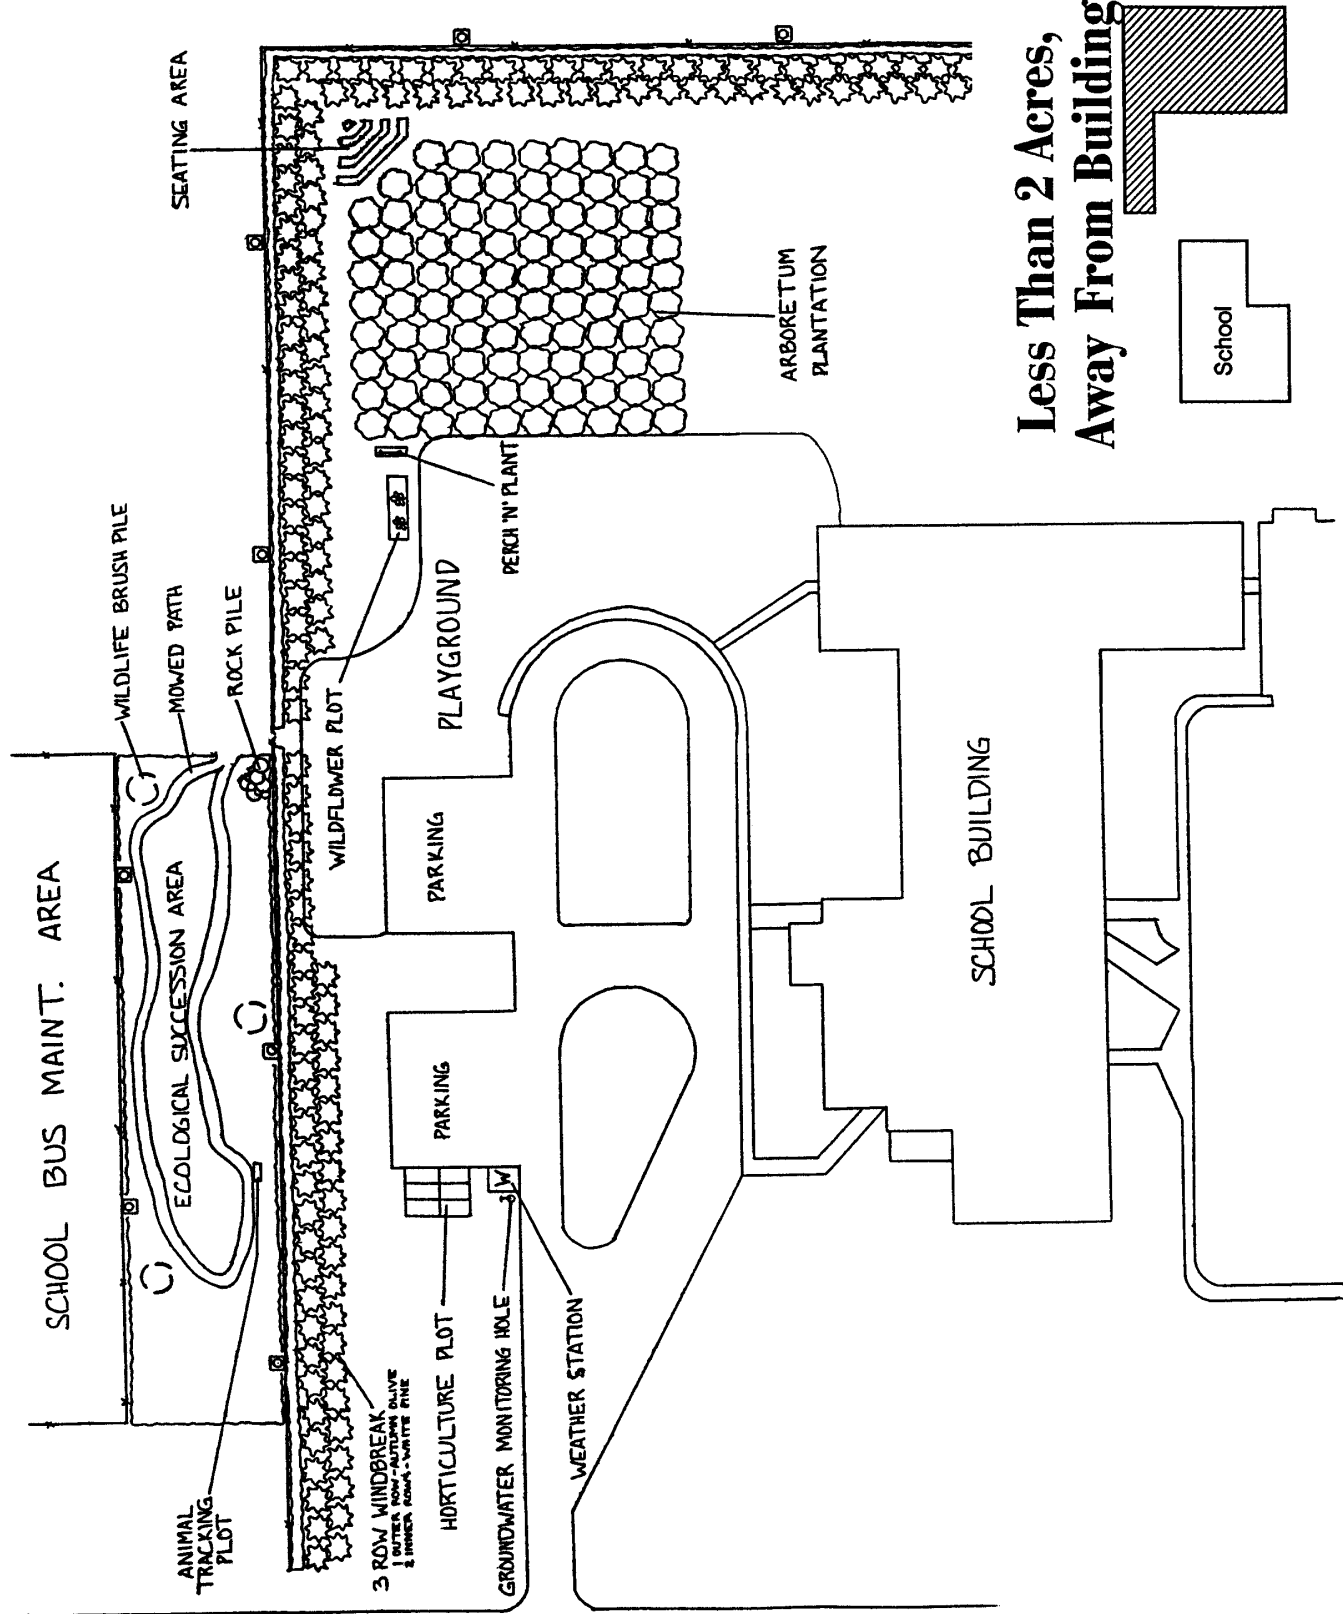 Less Than 2 Acres,
Away From Building
School
SCHOOL BUS MAINT. AREA
WILDLIFE BRUSH PILE
MOWED PATH
ROCK PILE
SEATING AREA
ECOLOGICAL SUCCESSION AREA
ANIMAL
TRACKING
PLOT
3 ROW WINDBREAK
1 OUTER ROW-AUTUMN OLIVE
2 INNER ROWS-WHITE PINE
WILDFLOWER PLOT
PLAYGROUND
PERCH 'N' PLANT
ARBORETUM
PLANTATION
PARKING
PARKING
HORTICULTURE PLOT
W
GROUNDWATER MONITORING HOLE
WEATHER STATION
SCHOOL BUILDING